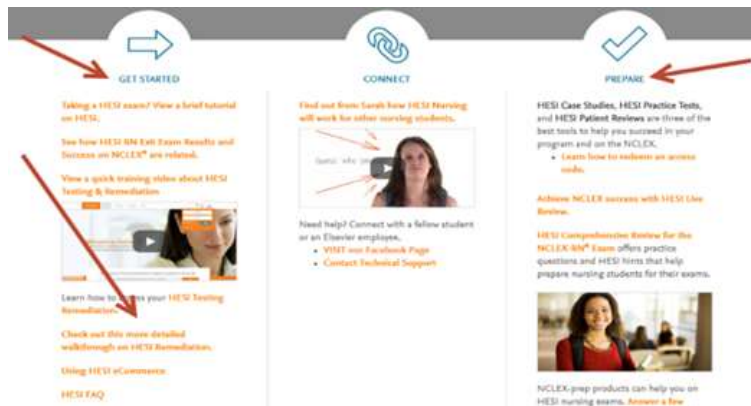 GET STARTED
Taking a HESI exam? View a brief tutorial
on HESI.
See how HESI RN Exit Exam Results and
Success on NCLEX® are related.
View a quick training video about HESI
Testing & Remediation
Learn how to access your HESI Testing
Remediation.
Check out this more detailed
walkthrough on HESI Remediation.
Using HESI eCommerce
HESI FAQ
CONNECT
Find out from Sarah how HESI Nursing
will work for other nursing students.
Need help? Connect with a fellow student
or an Elsevier employee.
• VISIT our Facebook Page
• Contact Technical Support
PREPARE
HESI Case Studies, HESI Practice Tests,
and HESI Patient Reviews are three of the
best tools to help you succeed in your
program and on the NCLEX.
• Learn how to redeem an access
code.
Achieve NCLEX success with HESI Live
Review.
HESI Comprehensive Review for the
NCLEX-RN® Exam offers practice
questions and HESI hints that help
prepare nursing students for their exams.
NCLEX-prep products can help you on
HESI nursing exams. Answer a few